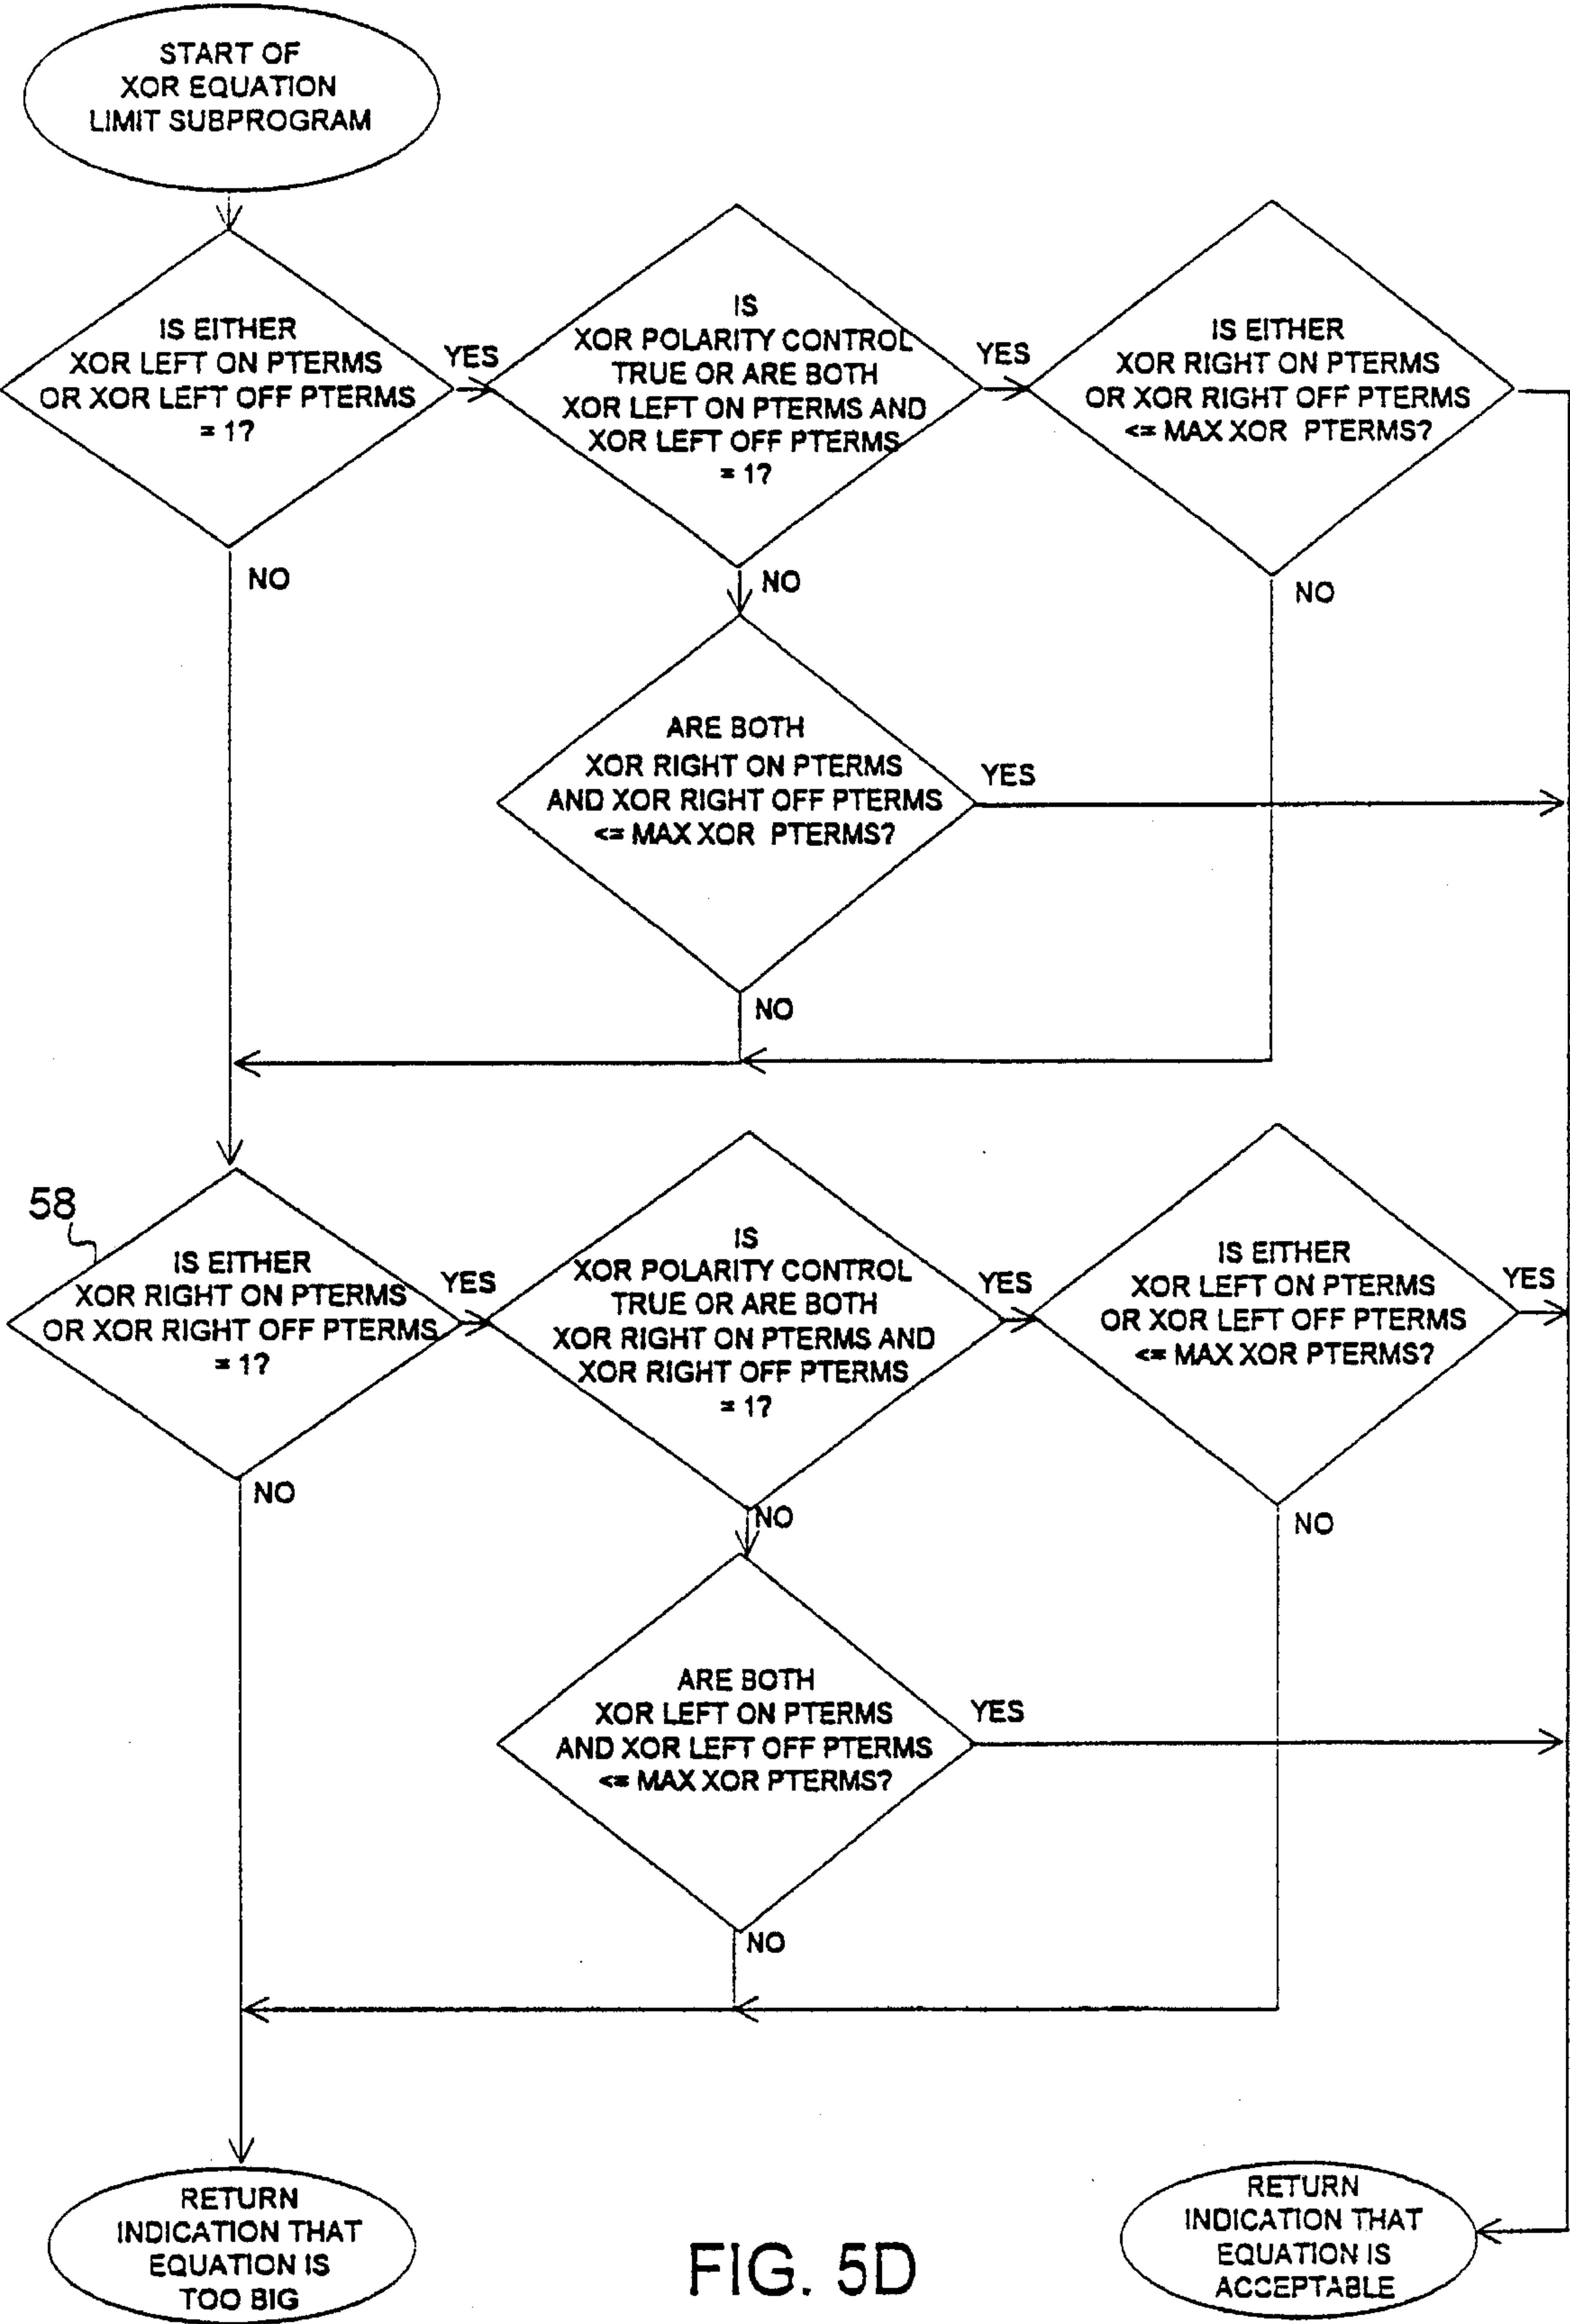 START OF
XOR EQUATION
LIMIT SUBPROGRAM
IS EITHER
XOR LEFT ON PTERMS
OR XOR LEFT OFF PTERMS
= 1?
YES
NO
IS
XOR POLARITY CONTROL
TRUE OR ARE BOTH
XOR LEFT ON PTERMS AND
XOR LEFT OFF PTERMS
= 1?
YES
NO
IS EITHER
XOR RIGHT ON PTERMS
OR XOR RIGHT OFF PTERMS
<= MAX XOR PTERMS?
NO
ARE BOTH
XOR RIGHT ON PTERMS
AND XOR RIGHT OFF PTERMS
<= MAX XOR PTERMS?
YES
NO
58
IS EITHER
XOR RIGHT ON PTERMS
OR XOR RIGHT OFF PTERMS
= 1?
YES
NO
IS
XOR POLARITY CONTROL
TRUE OR ARE BOTH
XOR RIGHT ON PTERMS AND
XOR RIGHT OFF PTERMS
= 1?
YES
NO
IS EITHER
XOR LEFT ON PTERMS
OR XOR LEFT OFF PTERMS
<= MAX XOR PTERMS?
YES
NO
ARE BOTH
XOR LEFT ON PTERMS
AND XOR LEFT OFF PTERMS
<= MAX XOR PTERMS?
YES
NO
RETURN
INDICATION THAT
EQUATION IS
TOO BIG
RETURN
INDICATION THAT
EQUATION IS
ACCEPTABLE
FIG. 5D